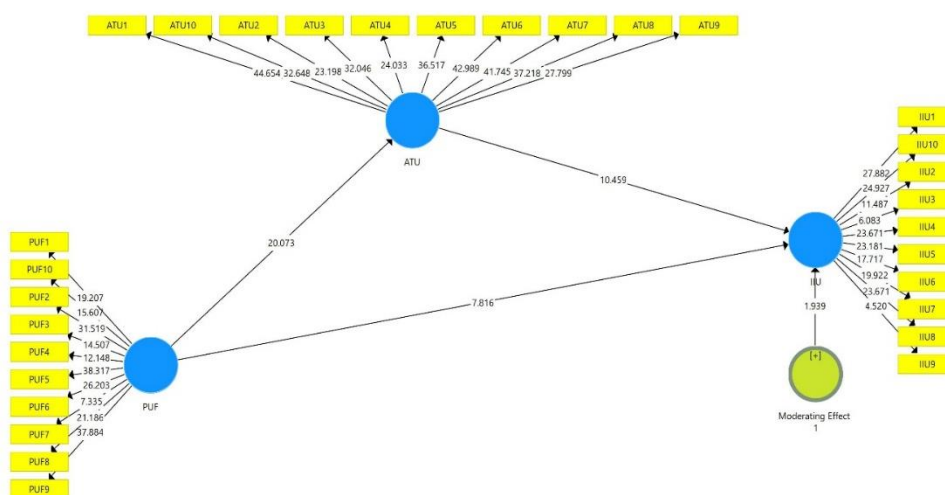 ATU1 ATU10 ATU2 ATU3 ATU4 ATU5 ATU6 ATU7 ATU8 ATU9
44.654 32.648 23.198 32.046 24.033 36.517 42.989 41.745 37.218 27.799
ATU
10.459
20.073
7.816
IIU1
IIU10
IIU2
IIU3
IIU4
IIU5
IIU6
IIU7
IIU8
IIU9
27.882
24.927
11.487
6.083
23.671
23.181
17.717
19.922
23.671
4.520
IIU
1.939
[+]
Moderating Effect
1
PUF1
PUF10
PUF2
PUF3
PUF4
PUF5
PUF6
PUF7
PUF8
PUF9
19.207
15.607
31.519
14.507
12.148
38.317
26.203
7.335
21.186
37.884
PUF